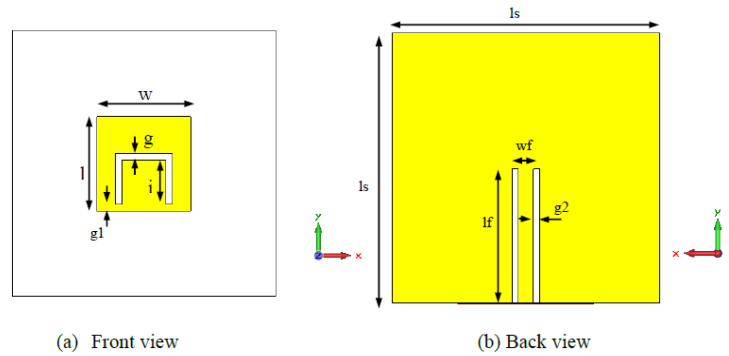 w
g
l
i
g1
y
x
(a) Front view
ls
ls
wf
lf
g2
y
x
(b) Back view